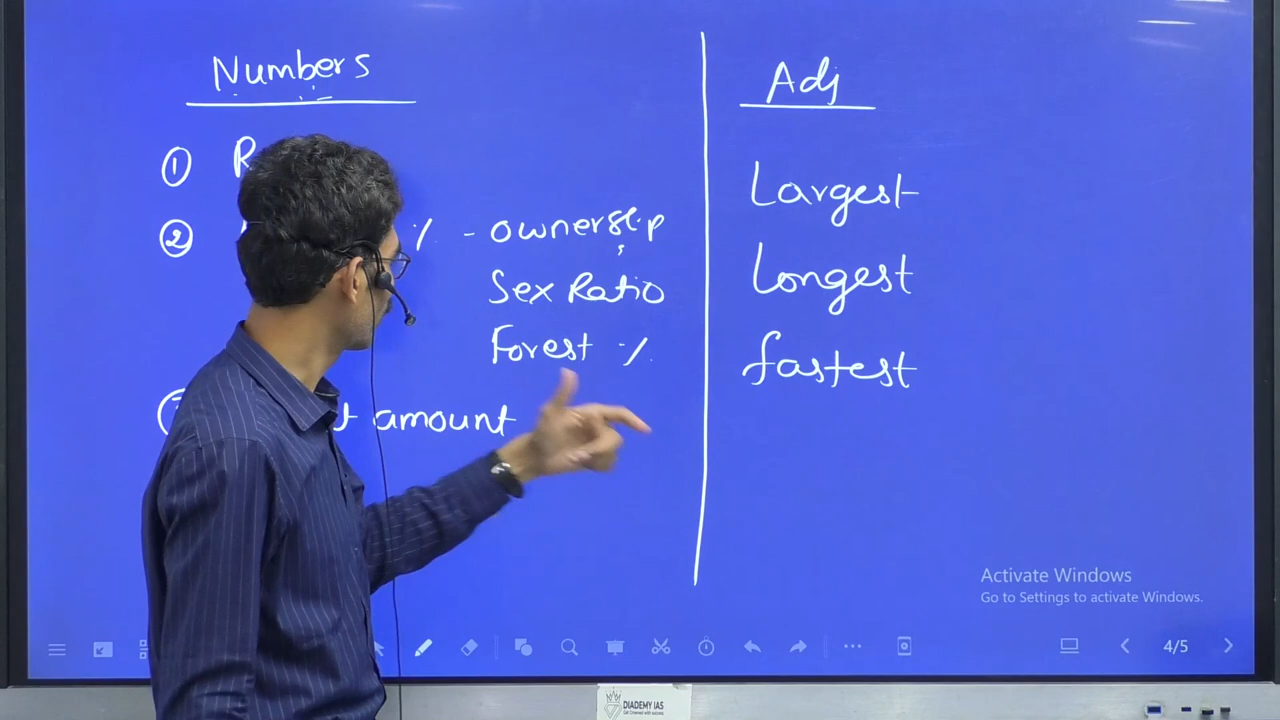 Numbers
①
② % - ownership
Sex Ratio
Forest %
amount
Adj
Largest
Longest
fastest
Activate Windows
Go to Settings to activate Windows.
4/5
DIADEMY IAS